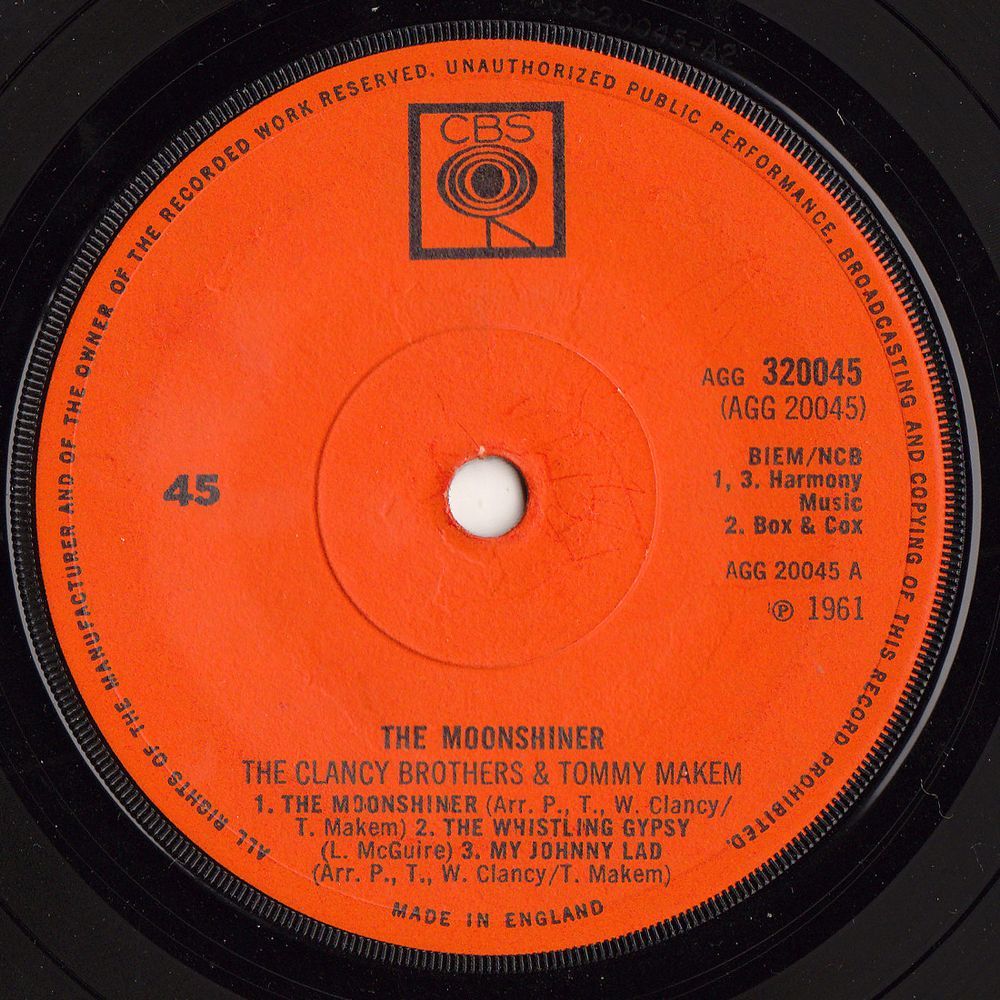 ALL RIGHTS OF THE MANUFACTURER AND OF THE OWNER OF THE RECORDED WORK RESERVED. UNAUTHORIZED PUBLIC PERFORMANCE, BROADCASTING AND COPYING OF THIS RECORD PROHIBITED.
CBS
AGG 320045
(AGG 20045)
45
BIEM/NCB
1, 3. Harmony
Music
2. Box & Cox
AGG 20045 A
℗ 1961
THE MOONSHINER
THE CLANCY BROTHERS & TOMMY MAKEM
1. THE MOONSHINER (Arr. P., T., W. Clancy/
T. Makem) 2. THE WHISTLING GYPSY
(L. McGuire) 3. MY JOHNNY LAD
(Arr. P., T., W. Clancy/T. Makem)
MADE IN ENGLAND